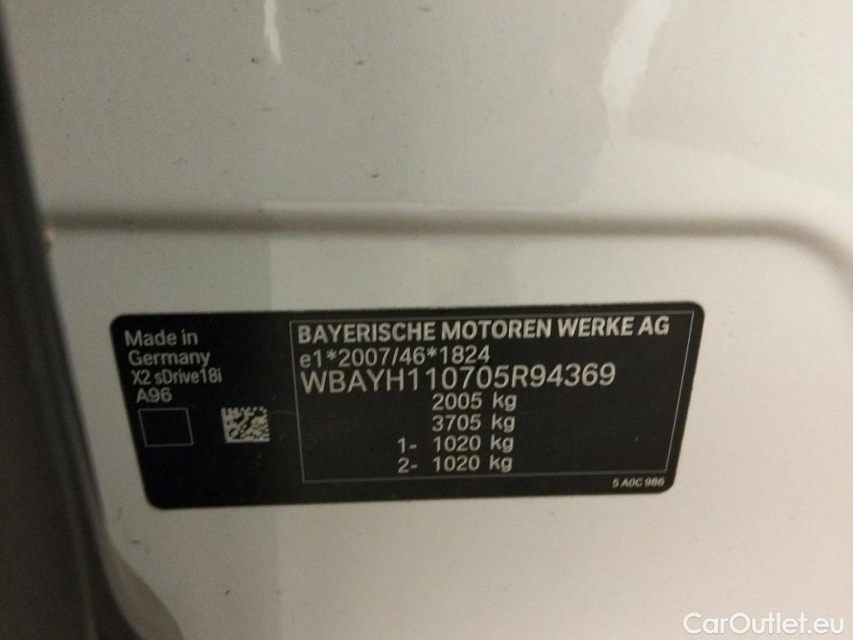 Made in
Germany
X2 sDrive18i
A96
BAYERISCHE MOTOREN WERKE AG
e1*2007/46*1824
WBAYH110705R94369
2005 kg
3705 kg
1- 1020 kg
2- 1020 kg
5 A0C 986
CarOutlet.eu